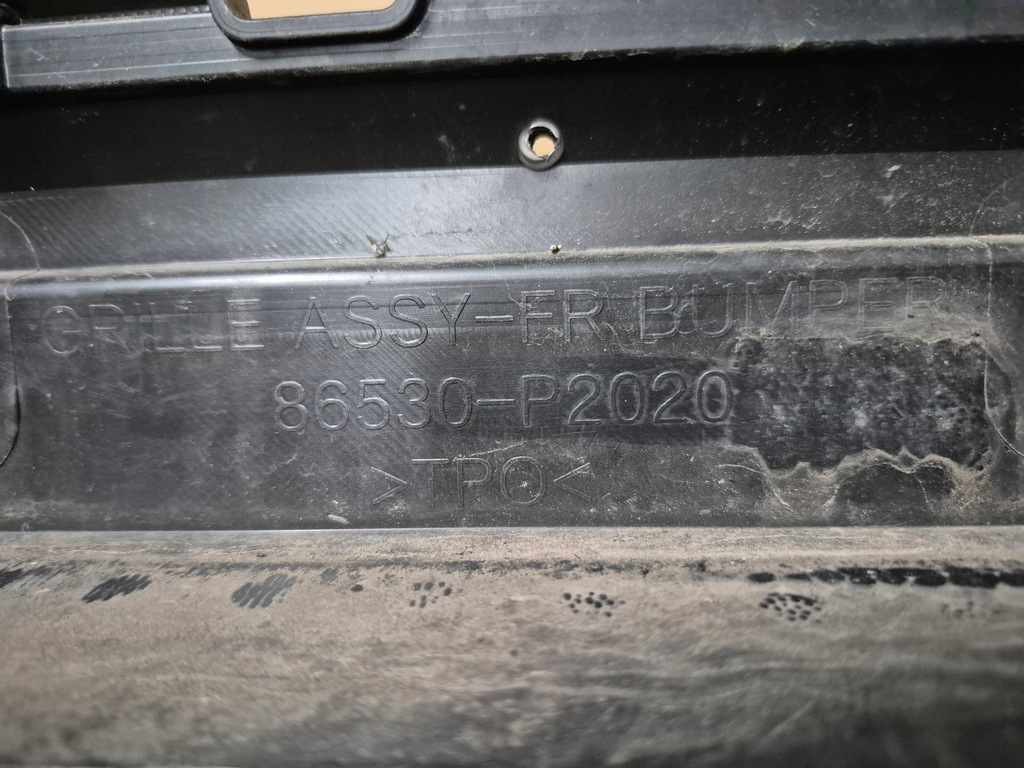 GRILLE ASSY-FR BUMPER
86530-P2020
>TPO<